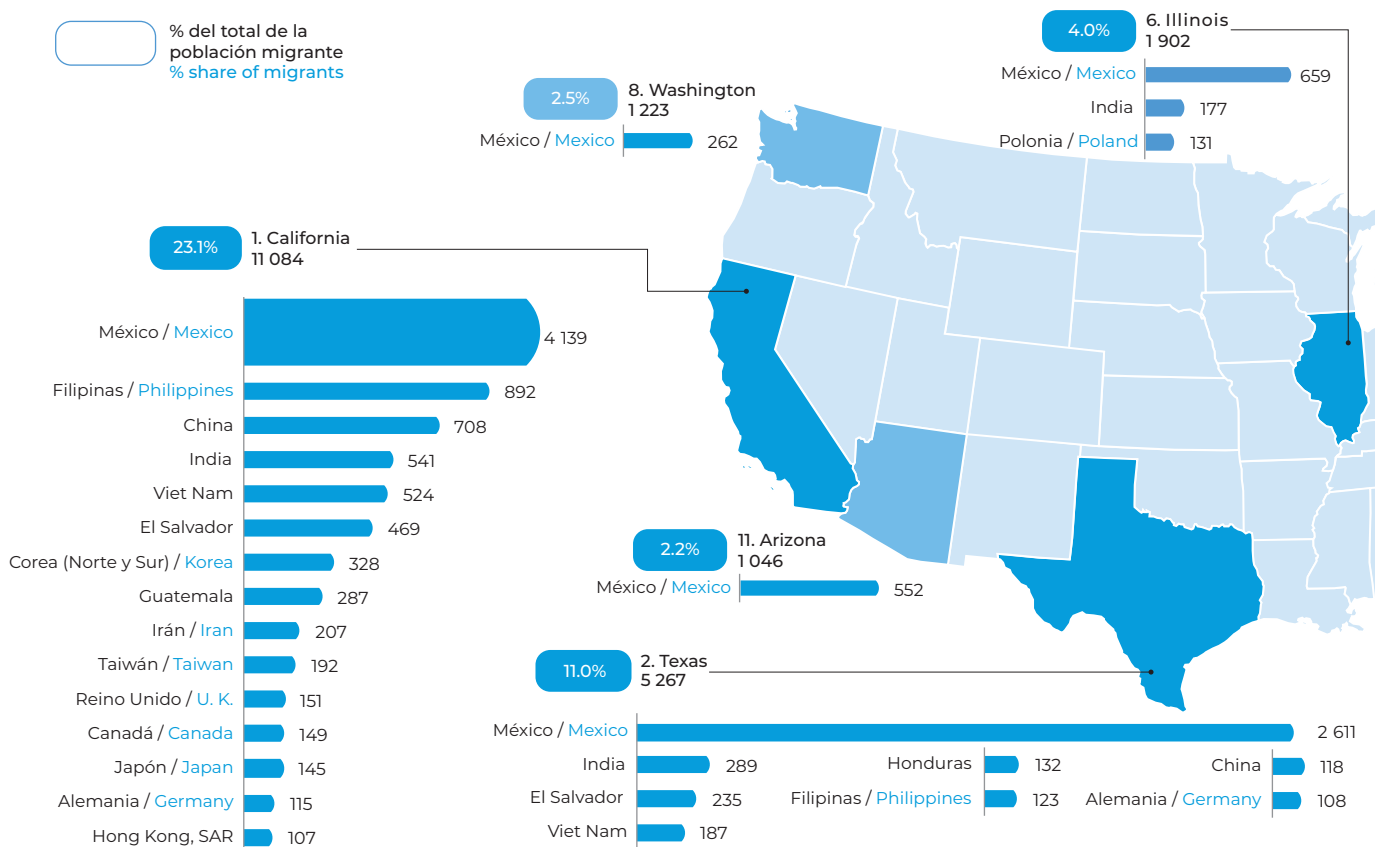 % del total de la
población migrante
% share of migrants
4.0%
6. Illinois
1 902
México / Mexico 659
India 177
Polonia / Poland 131
2.5%
8. Washington
1 223
México / Mexico 262
23.1%
1. California
11 084
México / Mexico 4 139
Filipinas / Philippines 892
China 708
India 541
Viet Nam 524
El Salvador 469
Corea (Norte y Sur) / Korea 328
Guatemala 287
Irán / Iran 207
Taiwán / Taiwan 192
Reino Unido / U. K. 151
Canadá / Canada 149
Japón / Japan 145
Alemania / Germany 115
Hong Kong, SAR 107
2.2%
11. Arizona
1 046
México / Mexico 552
11.0%
2. Texas
5 267
México / Mexico 2 611
India 289
El Salvador 235
Viet Nam 187
Honduras 132
Filipinas / Philippines 123
China 118
Alemania / Germany 108